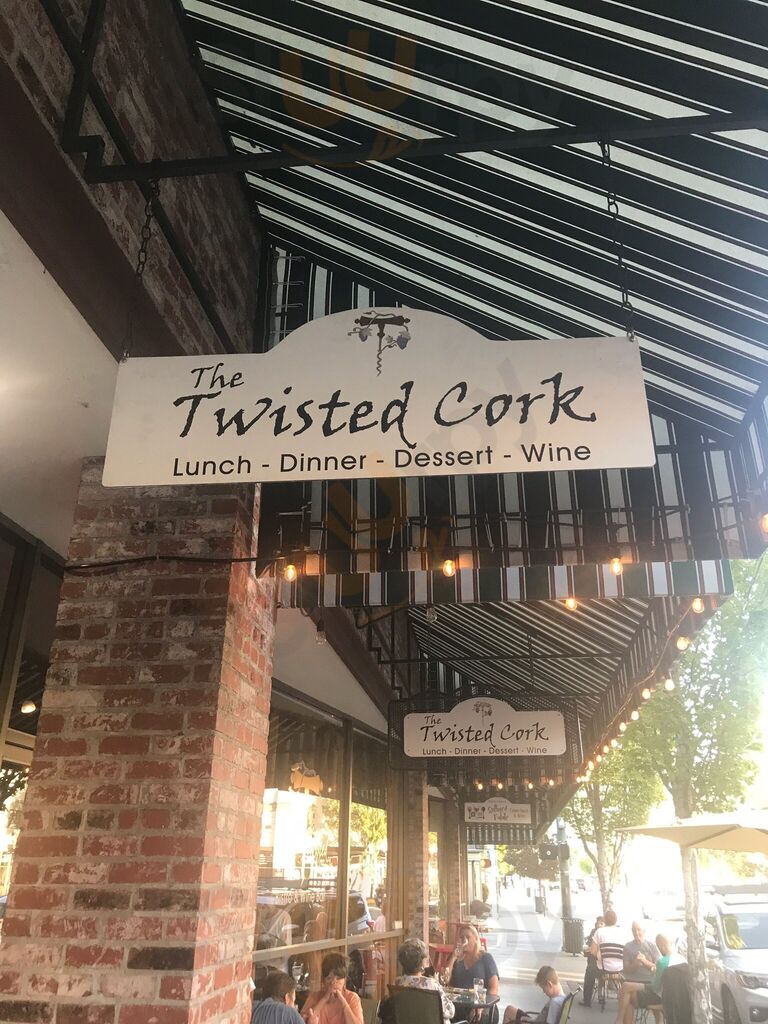 The
Twisted Cork
Lunch - Dinner - Dessert - Wine
The
Twisted Cork
Lunch - Dinner - Dessert - Wine